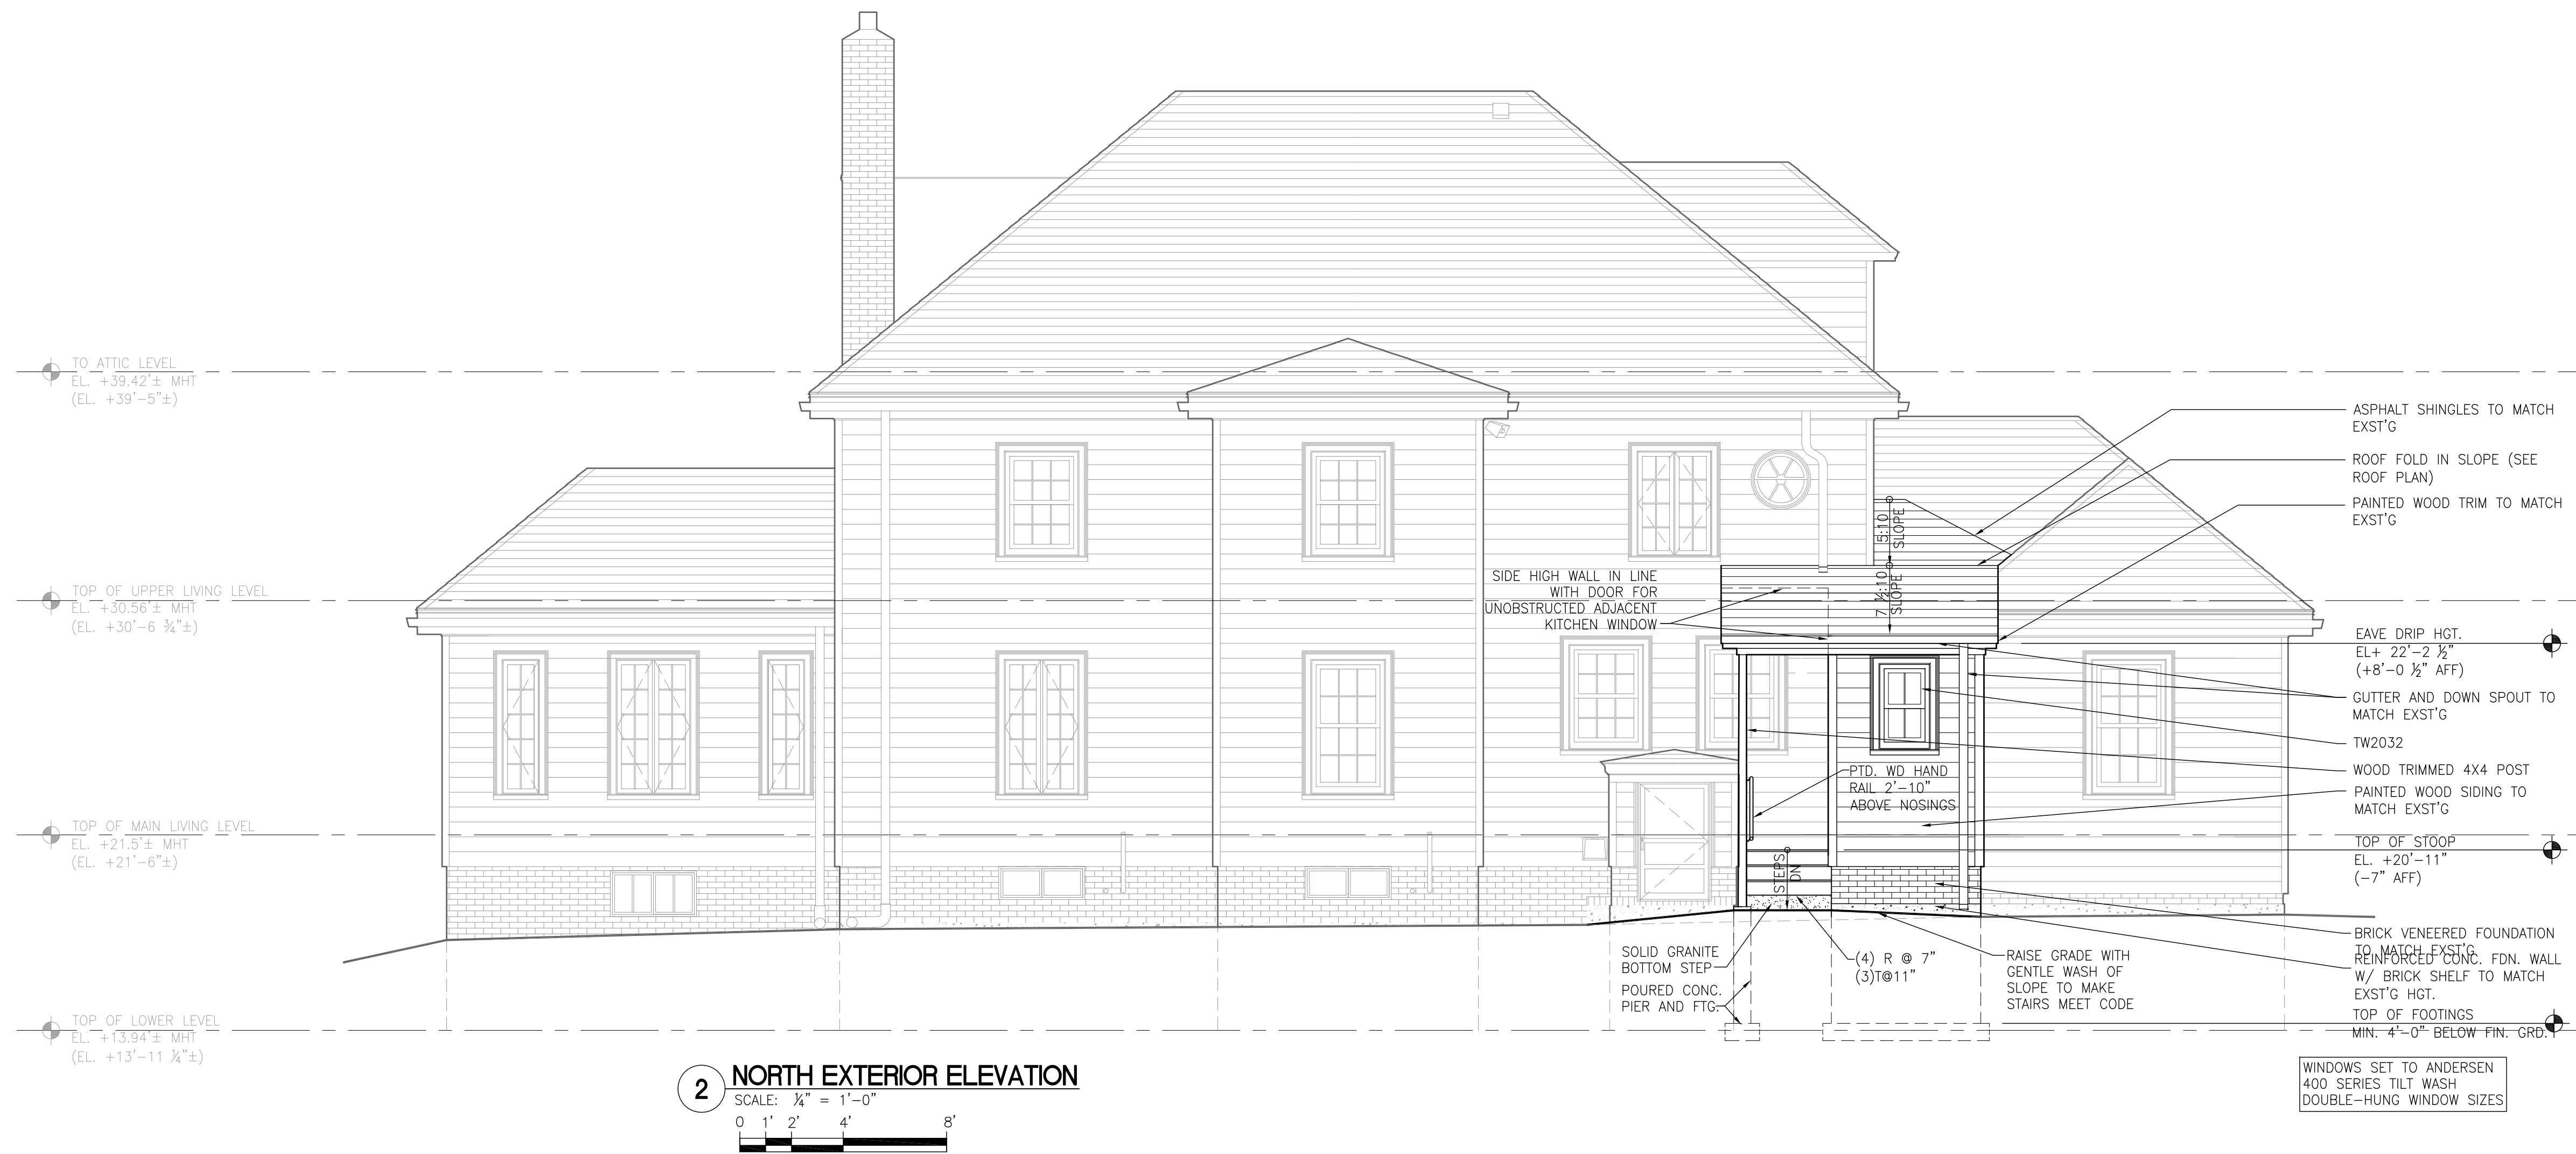 TO ATTIC LEVEL
EL. +39.42'± MHT
(EL. +39'-5"±)
TOP OF UPPER LIVING LEVEL
EL. +30.56'± MHT
(EL. +30'-6 ¾"±)
TOP OF MAIN LIVING LEVEL
EL. +21.5'± MHT
(EL. +21'-6"±)
TOP OF LOWER LEVEL
EL. +13.94'± MHT
(EL. +13'-11 ¼"±)
SIDE HIGH WALL IN LINE
WITH DOOR FOR
UNOBSTRUCTED ADJACENT
KITCHEN WINDOW
5:10
SLOPE
7 ½:10
SLOPE
PTD. WD HAND
RAIL 2'-10"
ABOVE NOSINGS
STEPS
DN
SOLID GRANITE
BOTTOM STEP
POURED CONC.
PIER AND FTG.
(4) R @ 7"
(3)T@11"
RAISE GRADE WITH
GENTLE WASH OF
SLOPE TO MAKE
STAIRS MEET CODE
ASPHALT SHINGLES TO MATCH
EXST'G
ROOF FOLD IN SLOPE (SEE
ROOF PLAN)
PAINTED WOOD TRIM TO MATCH
EXST'G
EAVE DRIP HGT.
EL+ 22'-2 ½"
(+8'-0 ½" AFF)
GUTTER AND DOWN SPOUT TO
MATCH EXST'G
TW2032
WOOD TRIMMED 4X4 POST
PAINTED WOOD SIDING TO
MATCH EXST'G
TOP OF STOOP
EL. +20'-11"
(-7" AFF)
BRICK VENEERED FOUNDATION
TO MATCH EXST'G
REINFORCED CONC. FDN. WALL
W/ BRICK SHELF TO MATCH
EXST'G HGT.
TOP OF FOOTINGS
MIN. 4'-0" BELOW FIN. GRD.
WINDOWS SET TO ANDERSEN
400 SERIES TILT WASH
DOUBLE-HUNG WINDOW SIZES
2 NORTH EXTERIOR ELEVATION
SCALE: ¼" = 1'-0"
0 1' 2' 4' 8'